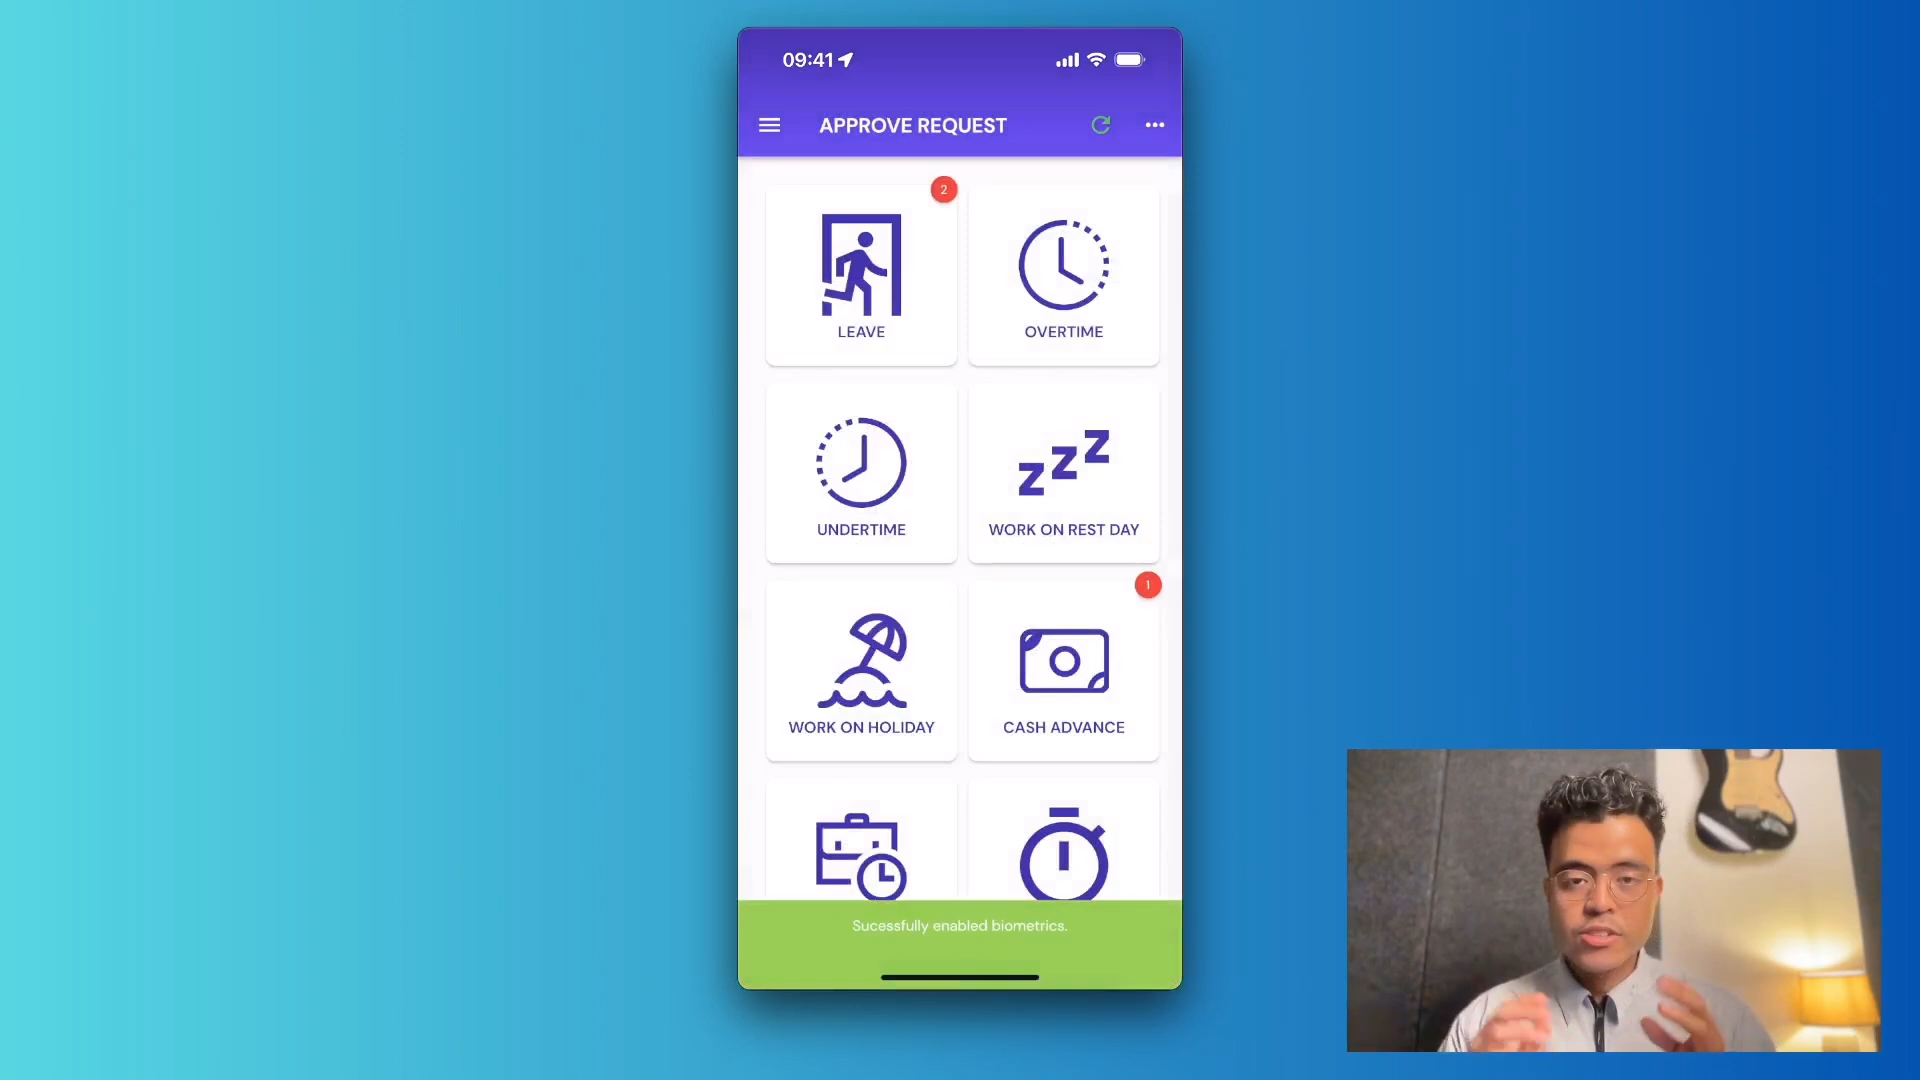 09:41
APPROVE REQUEST
2
LEAVE
OVERTIME
UNDERTIME
WORK ON REST DAY
1
WORK ON HOLIDAY
CASH ADVANCE
Sucessfully enabled biometrics.